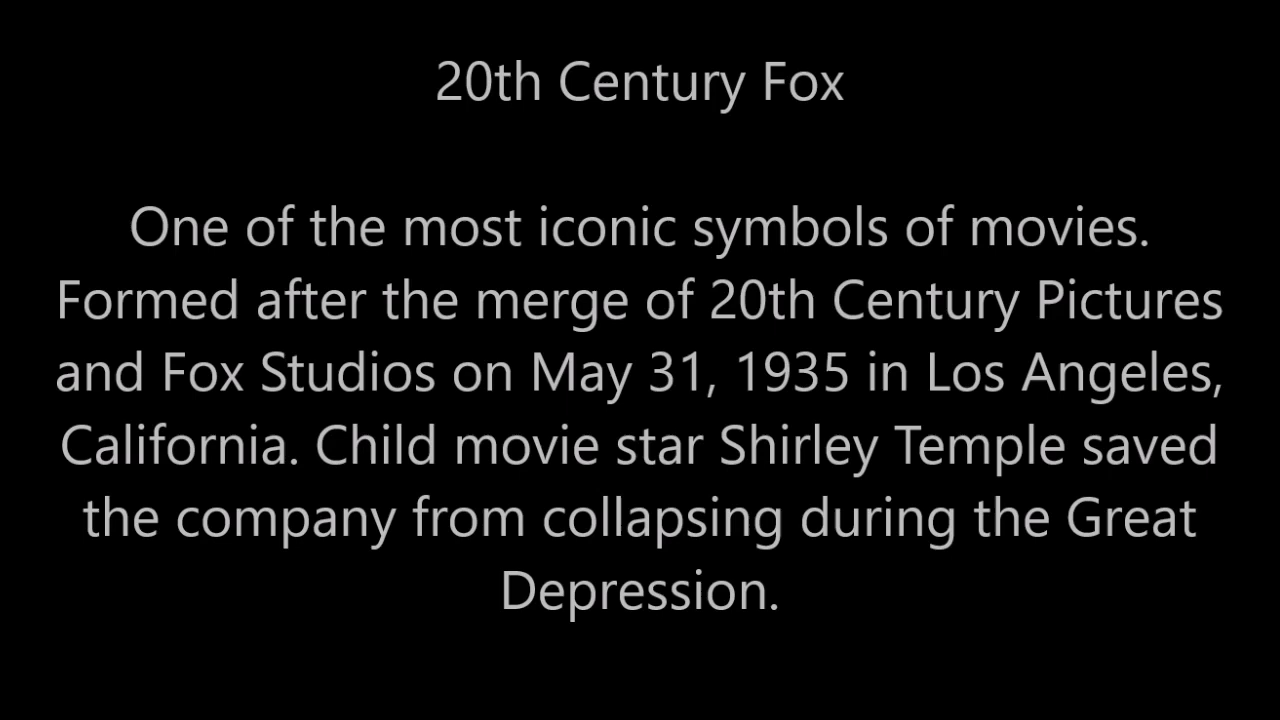 20th Century Fox
One of the most iconic symbols of movies.
Formed after the merge of 20th Century Pictures
and Fox Studios on May 31, 1935 in Los Angeles,
California. Child movie star Shirley Temple saved
the company from collapsing during the Great
Depression.